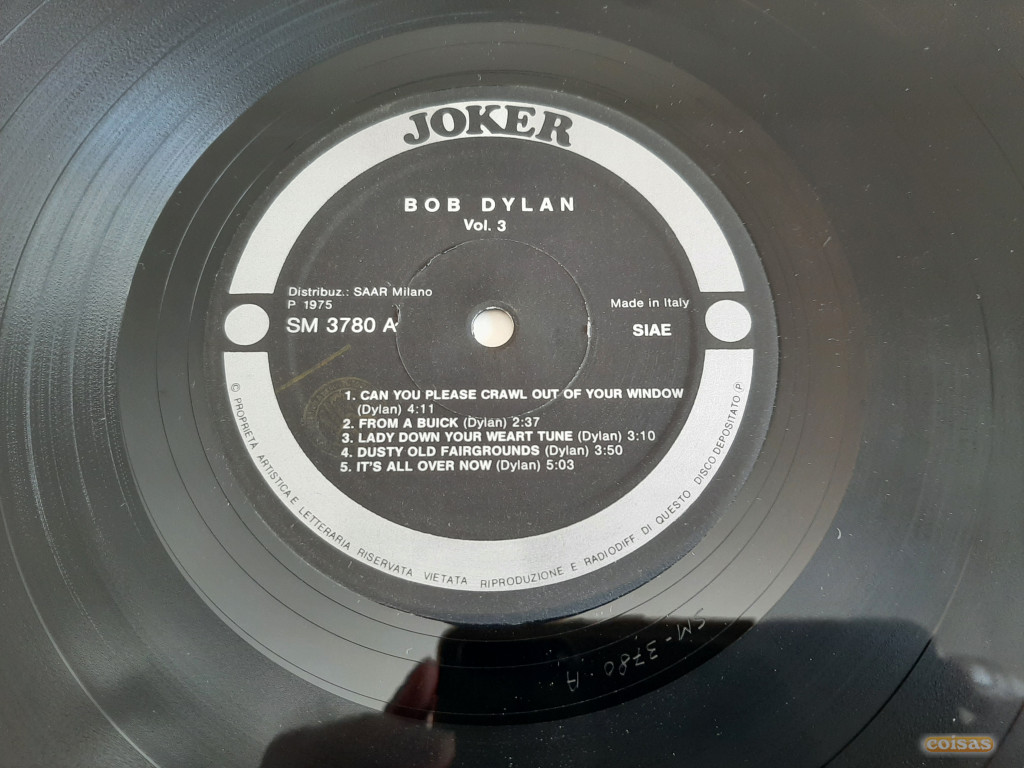 JOKER
BOB DYLAN
Vol. 3
Distribuz.: SAAR Milano
P 1975
SM 3780 A
Made in Italy
SIAE
1. CAN YOU PLEASE CRAWL OUT OF YOUR WINDOW
(Dylan) 4:11
2. FROM A BUICK (Dylan) 2:37
3. LADY DOWN YOUR WEART TUNE (Dylan) 3:10
4. DUSTY OLD FAIRGROUNDS (Dylan) 3:50
5. IT'S ALL OVER NOW (Dylan) 5:03
© PROPRIETA ARTISTICA E LETTERARIA RISERVATA VIETATA RIPRODUZIONE E RADIODIFF DI QUESTO DISCO DEPOSITATO (P)
SM-3780-A
coisas